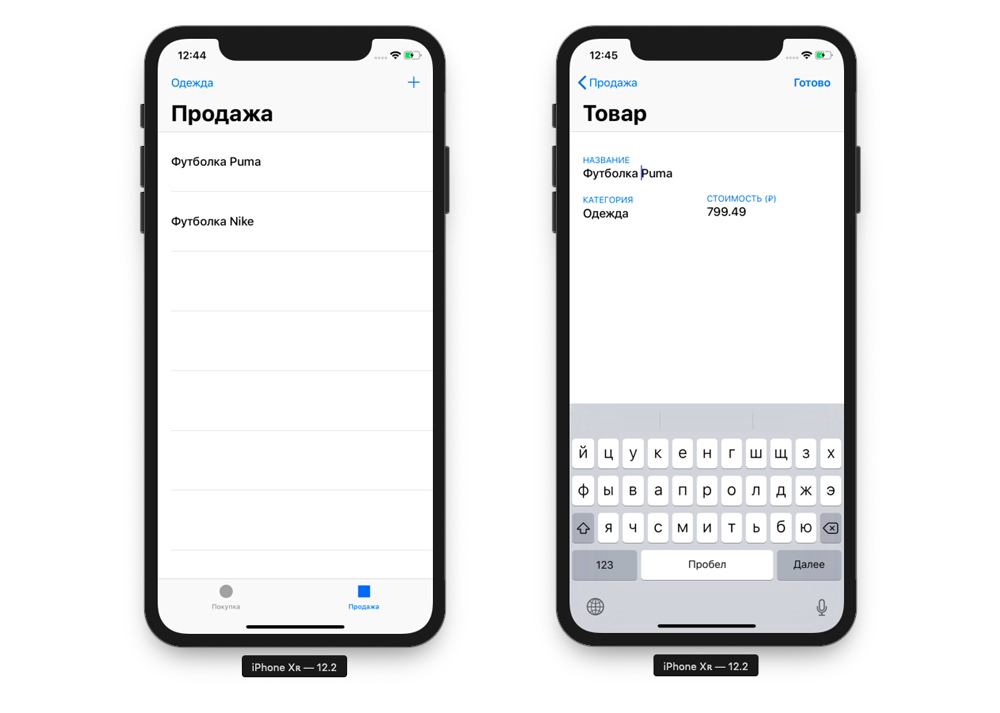 12:44
Одежда
Продажа
Футболка Puma
Футболка Nike
Покупка
Продажа
iPhone Xʀ — 12.2
12:45
Продажа
Готово
Товар
НАЗВАНИЕ
Футболка Puma
КАТЕГОРИЯ
СТОИМОСТЬ (₽)
Одежда
799.49
й ц у к е н г ш щ з х
ф ы в а п р о л д ж э
я ч с м и т ь б ю
123 Пробел Далее
iPhone Xʀ — 12.2